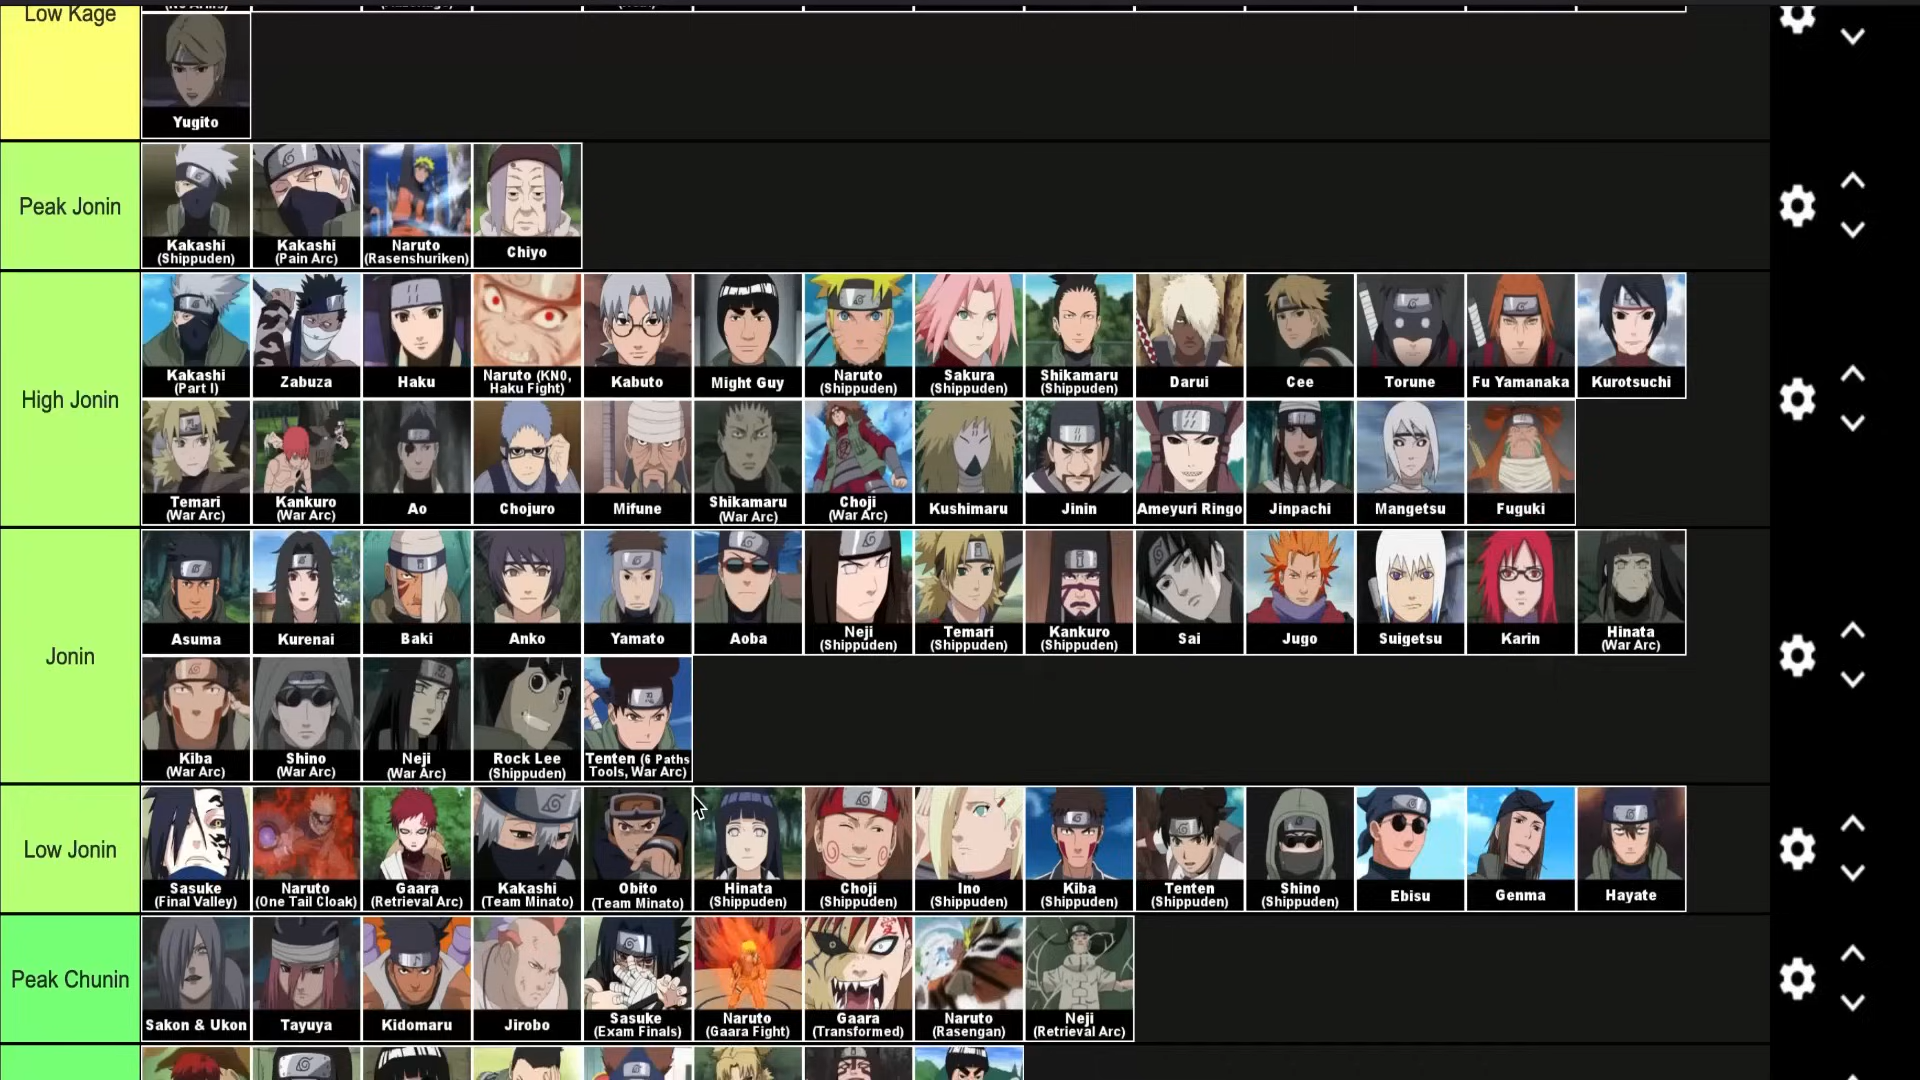 Low Kage
Yugito
Peak Jonin
Kakashi
(Shippuden)
Kakashi
(Pain Arc)
Naruto
(Rasenshuriken)
Chiyo
High Jonin
Kakashi
(Part I)
Zabuza
Haku
Naruto (KN0,
Haku Fight)
Kabuto
Might Guy
Naruto
(Shippuden)
Sakura
(Shippuden)
Shikamaru
(Shippuden)
Darui
Cee
Torune
Fu Yamanaka
Kurotsuchi
Temari
(War Arc)
Kankuro
(War Arc)
Ao
Chojuro
Mifune
Shikamaru
(War Arc)
Choji
(War Arc)
Kushimaru
Jinin
Ameyuri Ringo
Jinpachi
Mangetsu
Fuguki
Jonin
Asuma
Kurenai
Baki
Anko
Yamato
Aoba
Neji
(Shippuden)
Temari
(Shippuden)
Kankuro
(Shippuden)
Sai
Jugo
Suigetsu
Karin
Hinata
(War Arc)
Kiba
(War Arc)
Shino
(War Arc)
Neji
(War Arc)
Rock Lee
(Shippuden)
Tenten (6 Paths
Tools, War Arc)
Low Jonin
Sasuke
(Final Valley)
Naruto
(One Tail Cloak)
Gaara
(Retrieval Arc)
Kakashi
(Team Minato)
Obito
(Team Minato)
Hinata
(Shippuden)
Choji
(Shippuden)
Ino
(Shippuden)
Kiba
(Shippuden)
Tenten
(Shippuden)
Shino
(Shippuden)
Ebisu
Genma
Hayate
Peak Chunin
Sakon & Ukon
Tayuya
Kidomaru
Jirobo
Sasuke
(Exam Finals)
Naruto
(Gaara Fight)
Gaara
(Transformed)
Naruto
(Rasengan)
Neji
(Retrieval Arc)